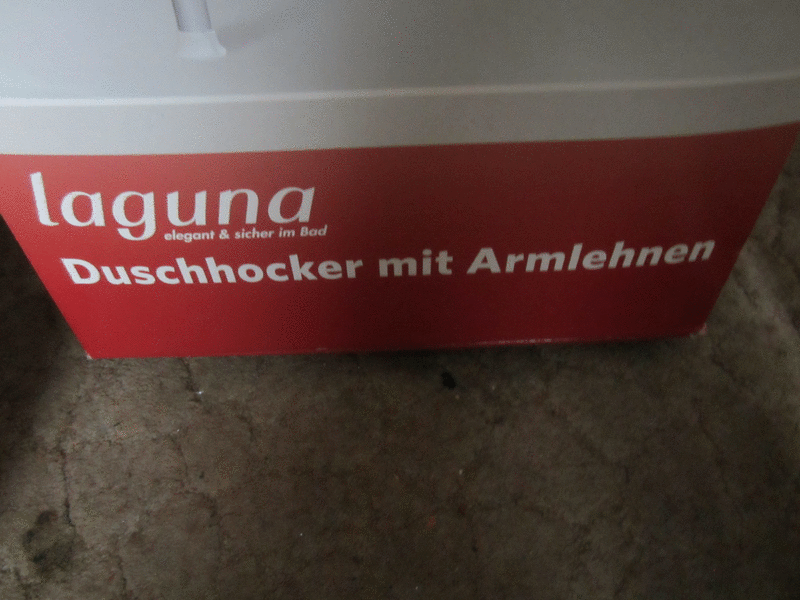 laguna
elegant & sicher im Bad
Duschhocker mit Armlehnen